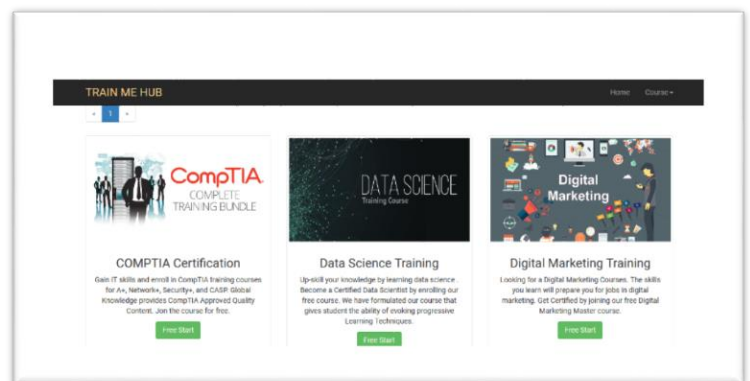 TRAIN ME HUB
Home Course
« 1 »
CompTIA.
COMPLETE
TRAINING BUNDLE
DATA SCIENCE
Training Course
Digital
Marketing
COMPTIA Certification
Gain IT skills and enroll in CompTIA training courses
for A+, Network+, Security+, and CASP. Global
Knowledge provides CompTIA Approved Quality
Content. Jon the course for free.
Free Start
Data Science Training
Up-skill your knowledge by learning data science .
Become a Certified Data Scientist by enrolling our
free course. We have formulated our course that
gives student the ability of evoking progressive
Learning Techniques.
Free Start
Digital Marketing Training
Looking for a Digital Marketing Courses. The skills
you learn will prepare you for jobs in digital
marketing. Get Certified by joining our free Digital
Marketing Master course.
Free Start